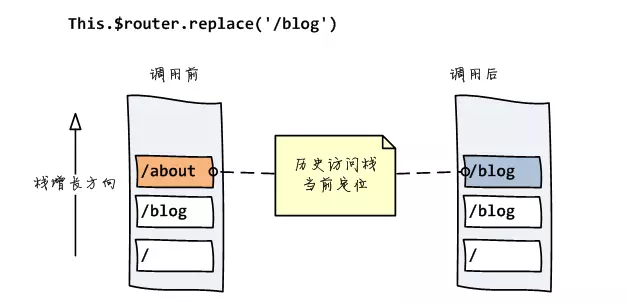 This.$router.replace('/blog')
调用前
调用后
栈增长方向
/about
/blog
/
历史访问栈
当前定位
/blog
/blog
/